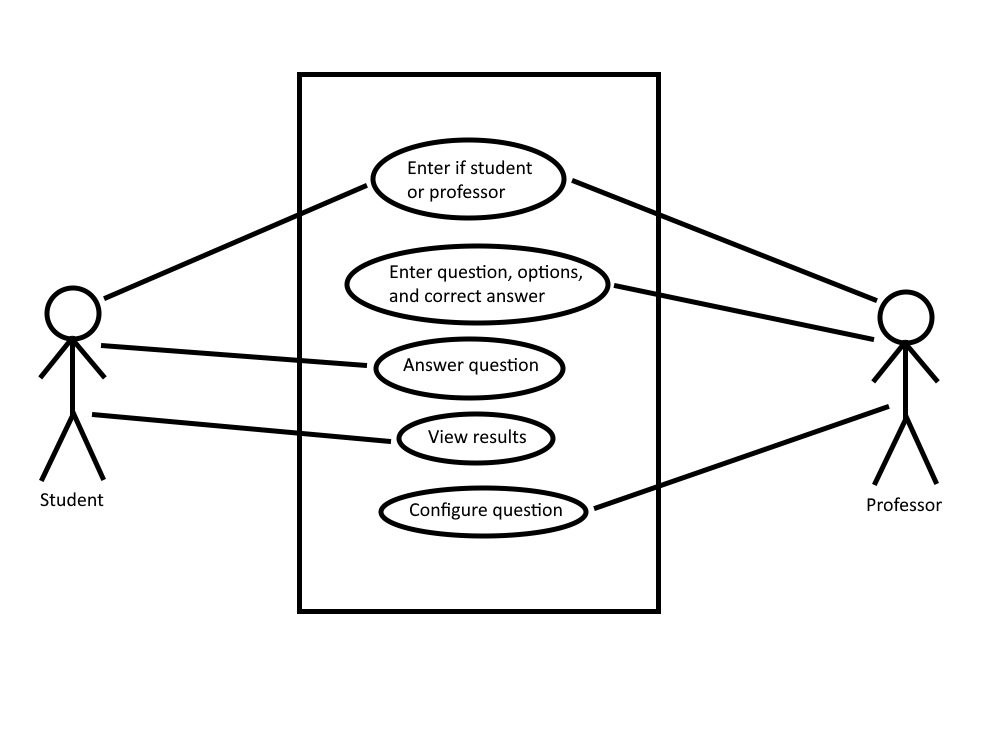 Enter if student
or professor
Enter question, options,
and correct answer
Answer question
View results
Configure question
Student
Professor